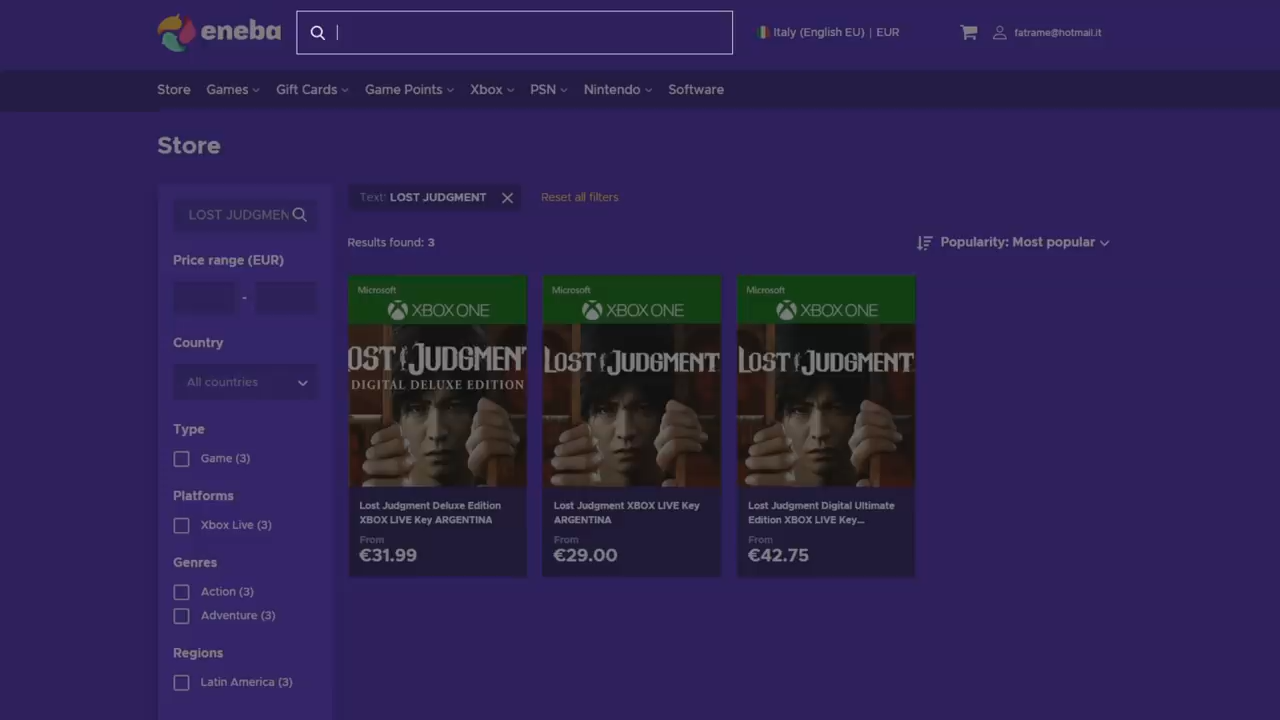 eneba
Italy (English EU) | EUR
fatrame@hotmail.it
Store
Games
Gift Cards
Game Points
Xbox
PSN
Nintendo
Software
Store
LOST JUDGMEN
Text: LOST JUDGMENT
Reset all filters
Results found: 3
Popularity: Most popular
Price range (EUR)
-
Country
All countries
Type
Game (3)
Platforms
Xbox Live (3)
Genres
Action (3)
Adventure (3)
Regions
Latin America (3)
Microsoft
XBOX ONE
OST JUDGMENT
DIGITAL DELUXE EDITION
Lost Judgment Deluxe Edition
XBOX LIVE Key ARGENTINA
From
€31.99
Microsoft
XBOX ONE
LOST JUDGMENT
Lost Judgment XBOX LIVE Key
ARGENTINA
From
€29.00
Microsoft
XBOX ONE
LOST JUDGMENT
Lost Judgment Digital Ultimate
Edition XBOX LIVE Key...
From
€42.75